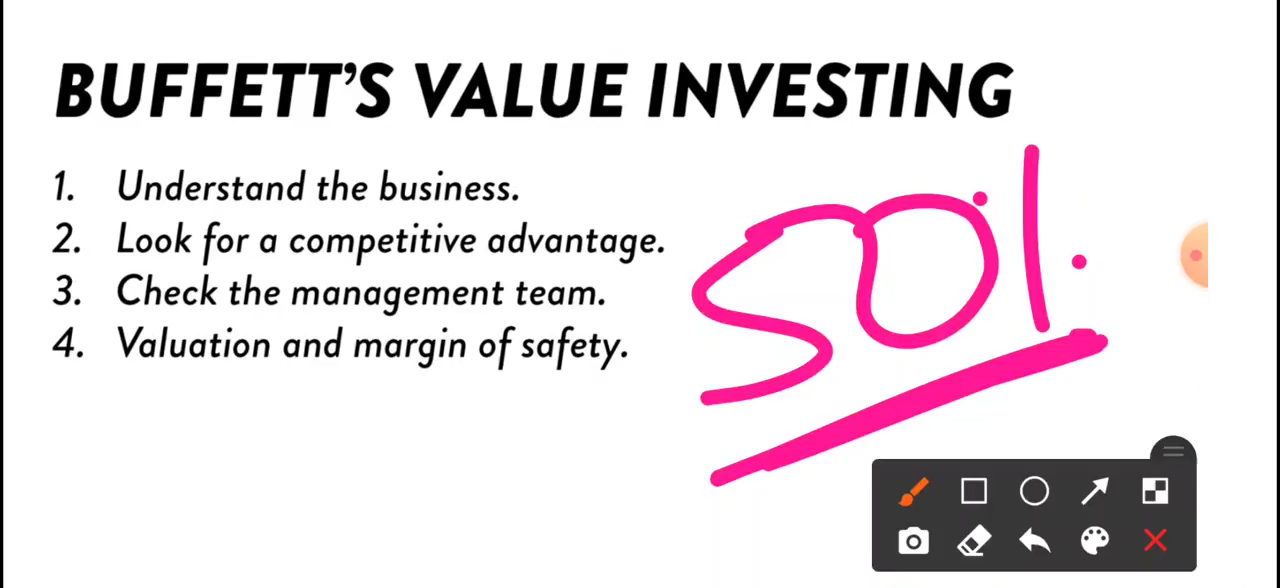 BUFFETT'S VALUE INVESTING
1. Understand the business.
2. Look for a competitive advantage.
3. Check the management team.
4. Valuation and margin of safety.
50%